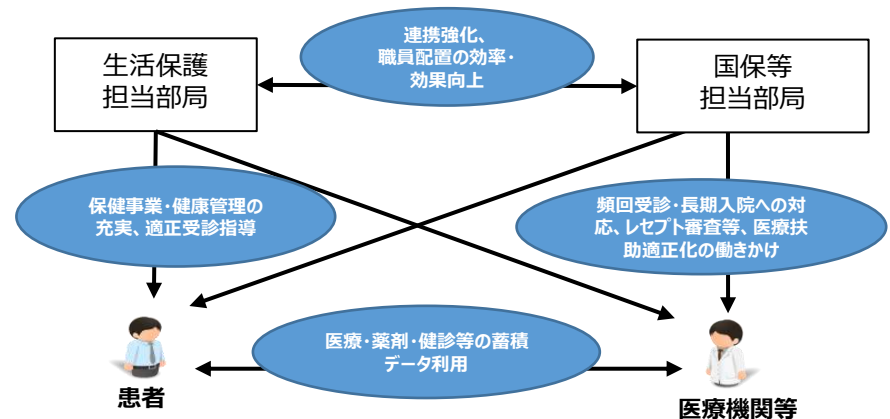 連携強化、
職員配置の効率・
効果向上
生活保護
担当部局
国保等
担当部局
保健事業・健康管理の
充実、適正受診指導
頻回受診・長期入院への対
応、レセプト審査等、医療扶
助適正化の働きかけ
医療・薬剤・健診等の蓄積
データ利用
患者
医療機関等